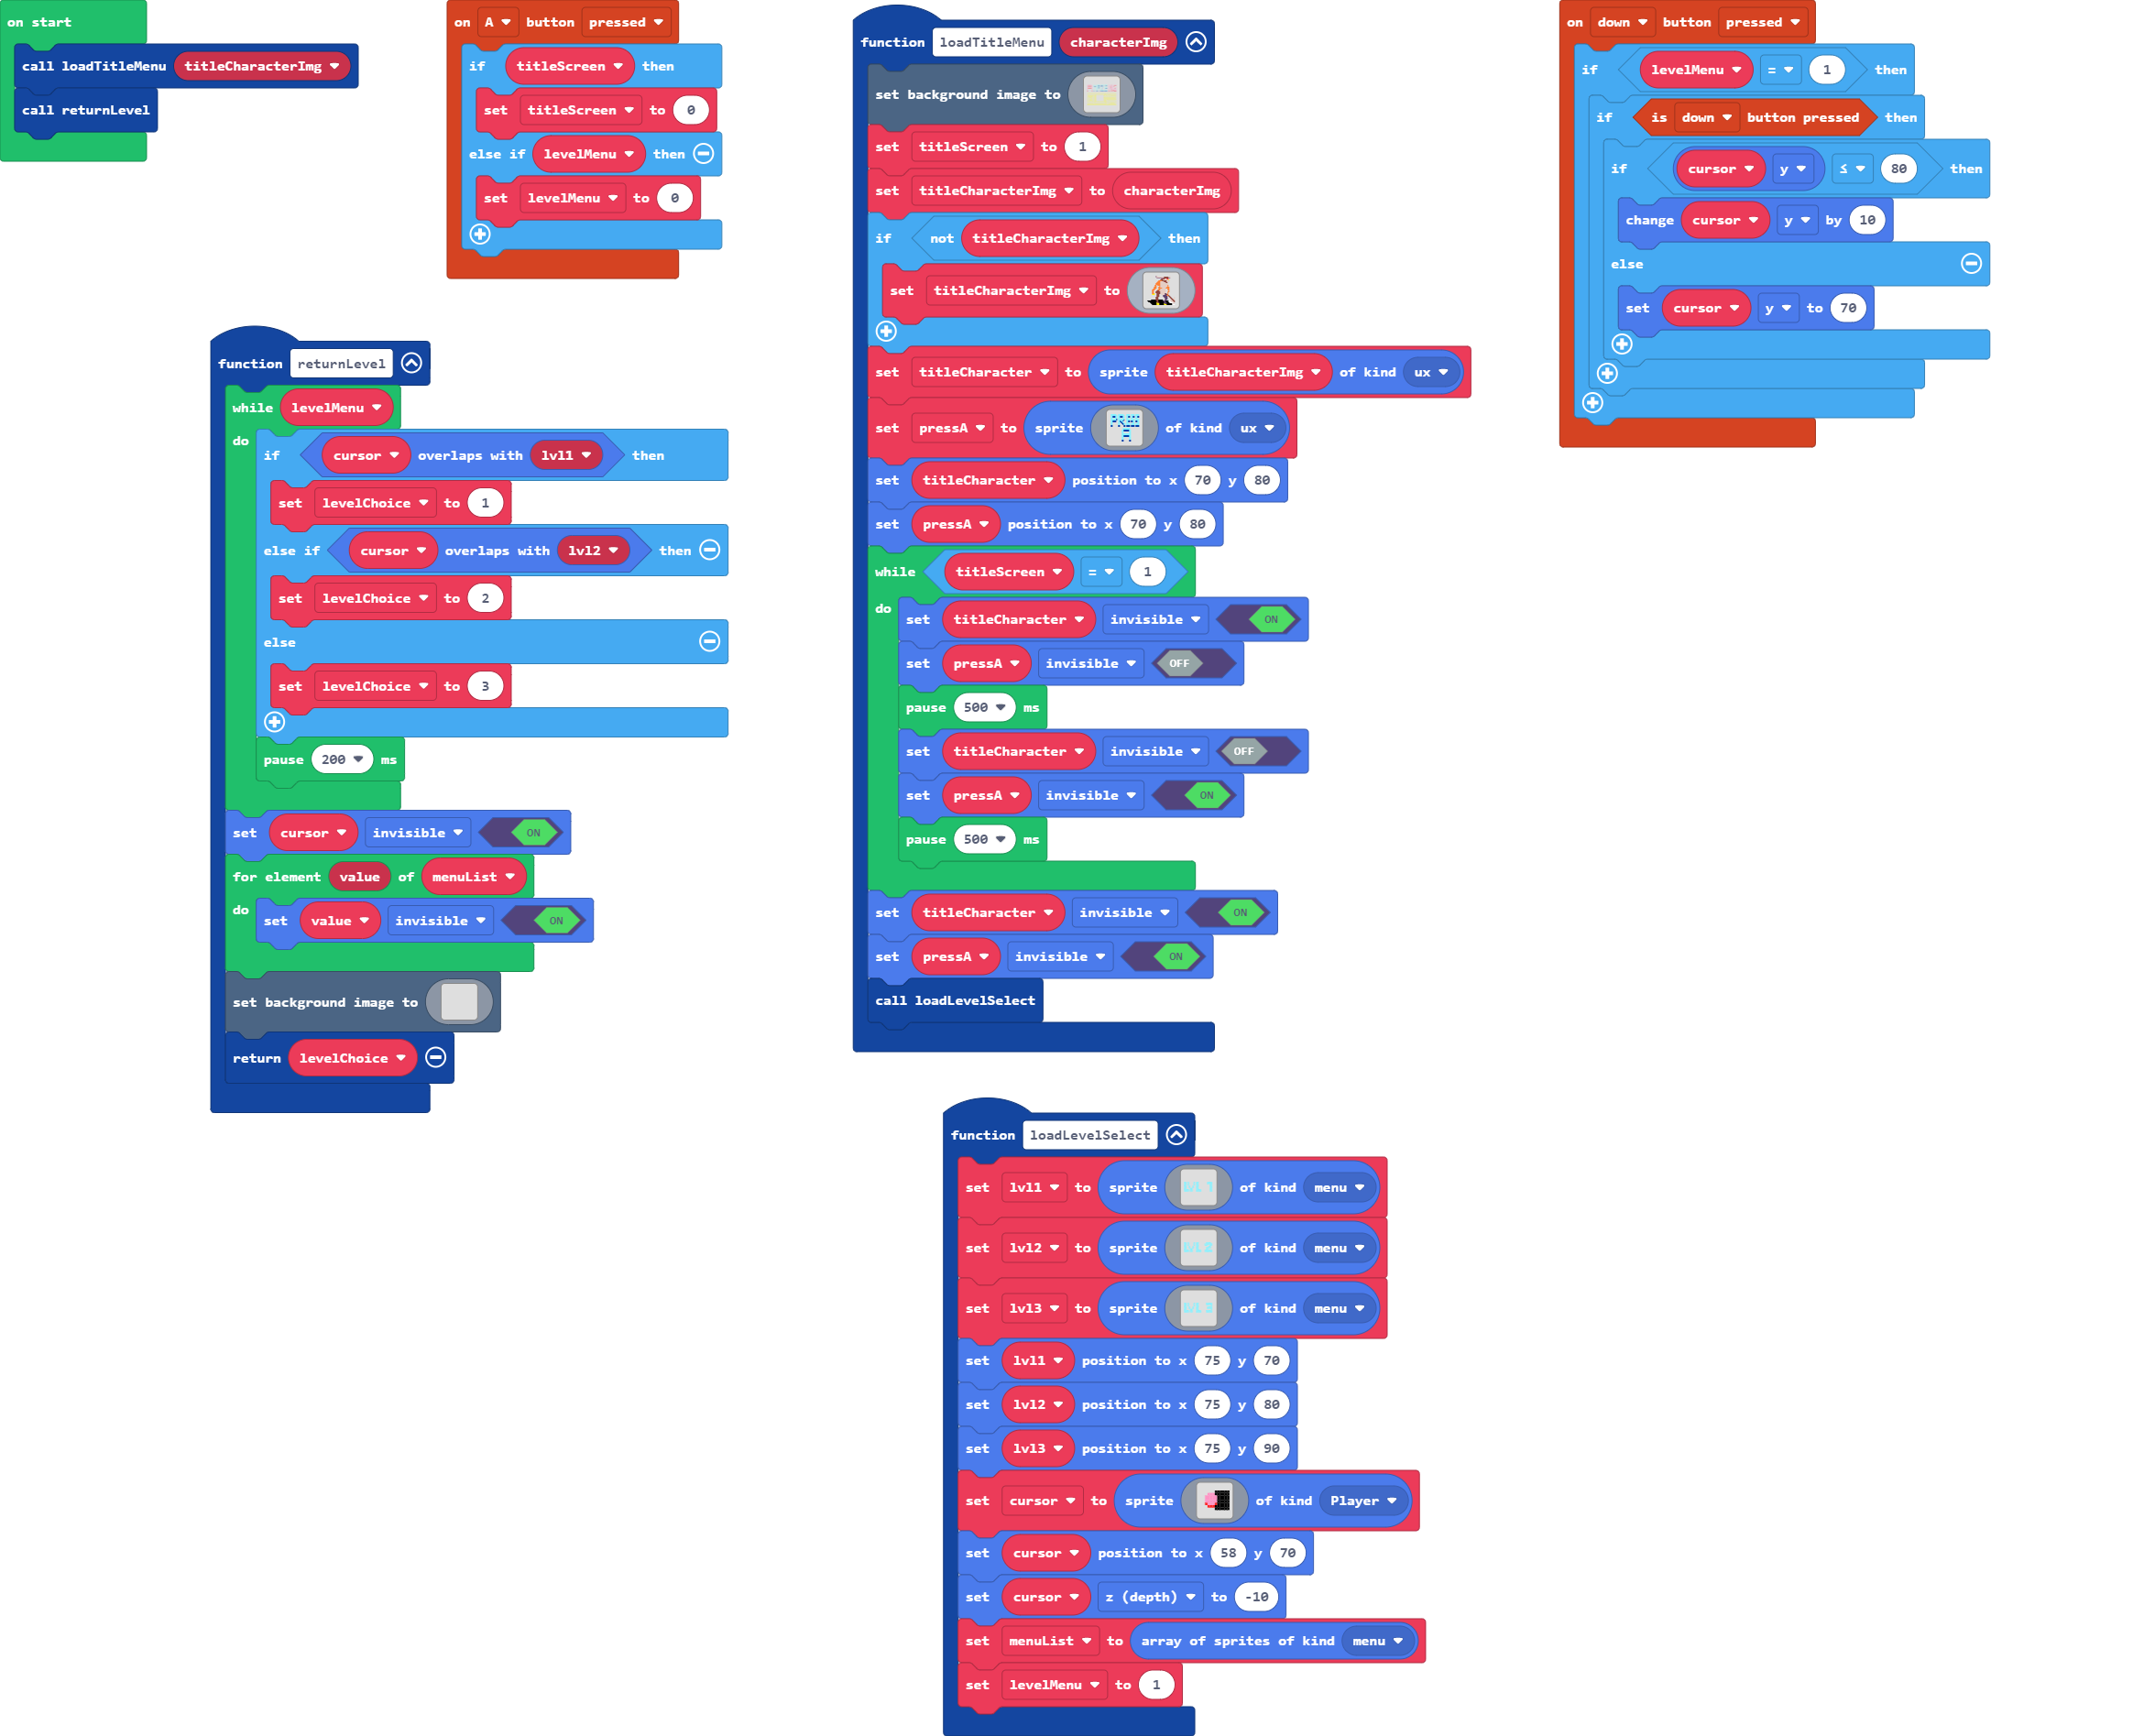 on start
call loadTitleMenu titleCharacterImg
call returnLevel
on A button pressed
if titleScreen then
set titleScreen to 0
else if levelMenu then
set levelMenu to 0
function returnLevel
while levelMenu
do
if cursor overlaps with lvl1 then
set levelChoice to 1
else if cursor overlaps with lvl2 then
set levelChoice to 2
else
set levelChoice to 3
pause 200 ms
set cursor invisible ON
for element value of menuList
do set value invisible ON
set background image to
return levelChoice
function loadTitleMenu characterImg
set background image to
set titleScreen to 1
set titleCharacterImg to characterImg
if not titleCharacterImg then
set titleCharacterImg to
set titleCharacter to sprite titleCharacterImg of kind ux
set pressA to sprite of kind ux
set titleCharacter position to x 70 y 80
set pressA position to x 70 y 80
while titleScreen = 1
do set titleCharacter invisible ON
set pressA invisible OFF
pause 500 ms
set titleCharacter invisible OFF
set pressA invisible ON
pause 500 ms
set titleCharacter invisible ON
set pressA invisible ON
call loadLevelSelect
function loadLevelSelect
set lvl1 to sprite LVL 1 of kind menu
set lvl2 to sprite LVL 2 of kind menu
set lvl3 to sprite LVL 3 of kind menu
set lvl1 position to x 75 y 70
set lvl2 position to x 75 y 80
set lvl3 position to x 75 y 90
set cursor to sprite of kind Player
set cursor position to x 58 y 70
set cursor z (depth) to -10
set menuList to array of sprites of kind menu
set levelMenu to 1
on down button pressed
if levelMenu = 1 then
if is down button pressed then
if cursor y ≤ 80 then
change cursor y by 10
else
set cursor y to 70